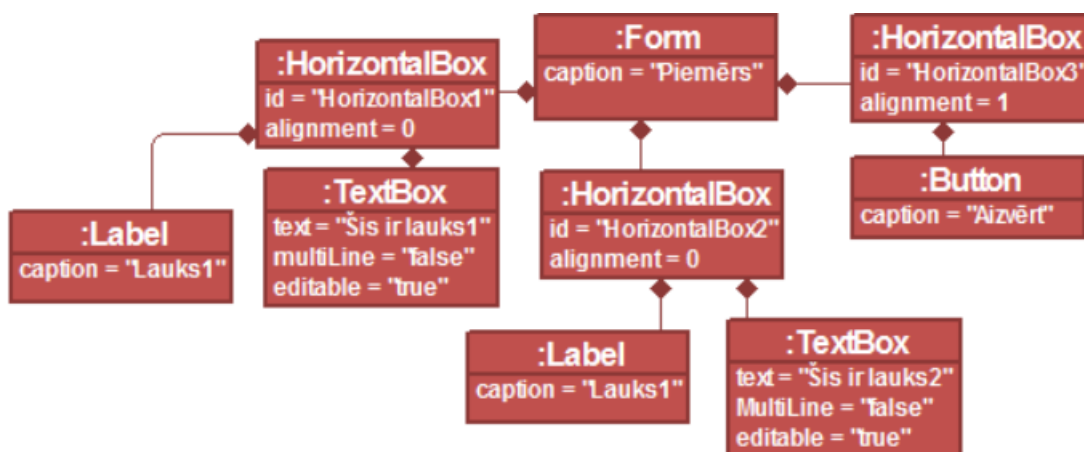 :Form
caption = "Piemērs"
:HorizontalBox
id = "HorizontalBox1"
alignment = 0
:Label
caption = "Lauks1"
:TextBox
text = "Šis ir lauks1"
multiLine = "false"
editable = "true"
:HorizontalBox
id = "HorizontalBox2"
alignment = 0
:Label
caption = "Lauks1"
:TextBox
text = "Šis ir lauks2"
MultiLine = "false"
editable = "true"
:HorizontalBox
id = "HorizontalBox3"
alignment = 1
:Button
caption = "Aizvērt"